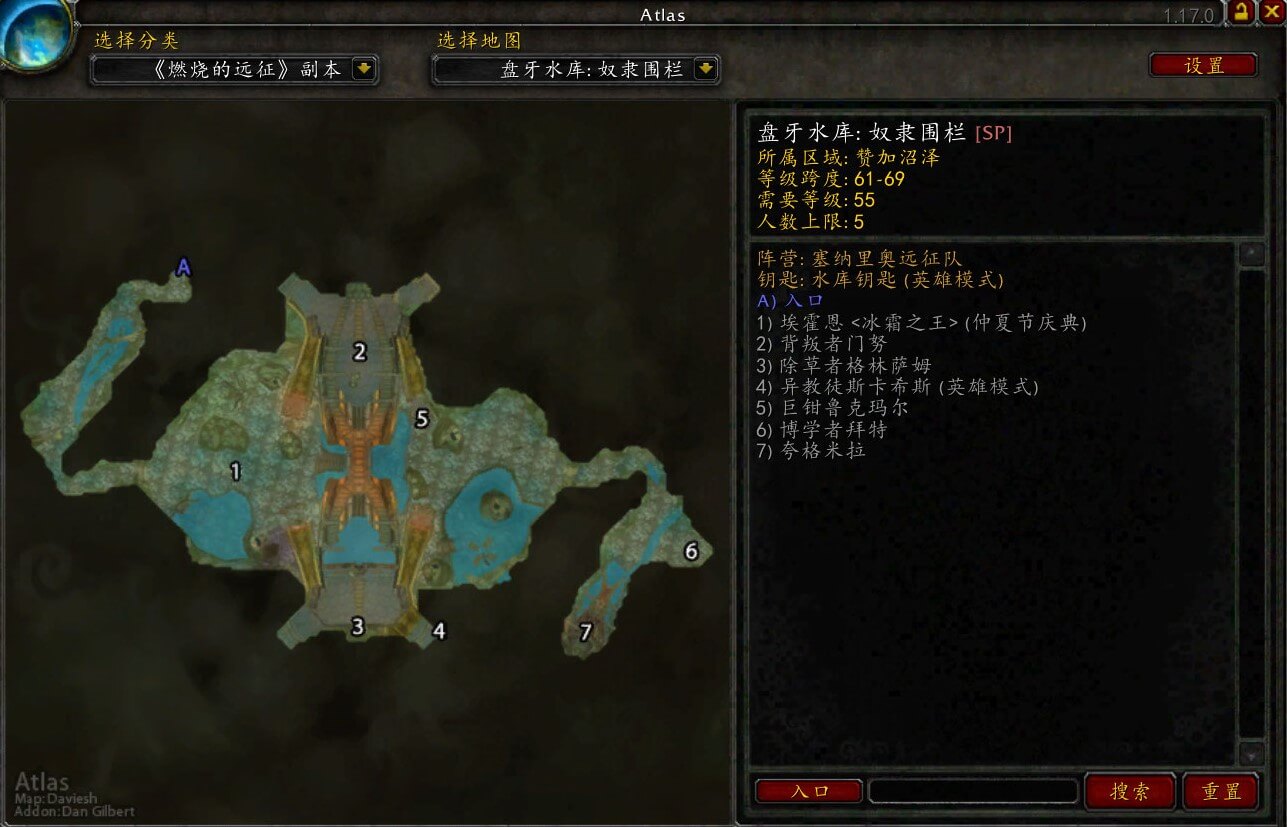 Atlas
1.17.0
选择分类
选择地图
《燃烧的远征》副本
盘牙水库: 奴隶围栏
设置
盘牙水库: 奴隶围栏 [SP]
所属区域: 赞加沼泽
等级跨度: 61-69
需要等级: 55
人数上限: 5
阵营: 塞纳里奥远征队
钥匙: 水库钥匙 (英雄模式)
A) 入口
1) 埃霍恩 <冰霜之王> (仲夏节庆典)
2) 背叛者门努
3) 除草者格林萨姆
4) 异教徒斯卡希斯 (英雄模式)
5) 巨钳鲁克玛尔
6) 博学者拜特
7) 夸格米拉
A
2
5
1
6
3
4
7
Atlas
Map: Daviesh
Addon: Dan Gilbert
入口
搜索
重置